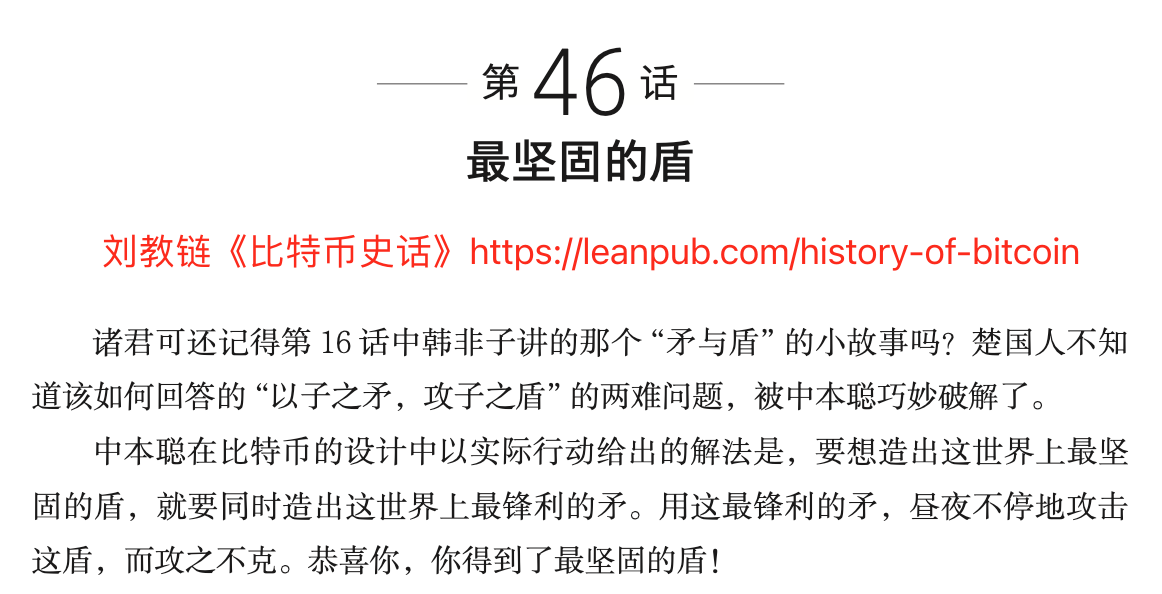 第 46 话
最坚固的盾
刘教链《比特币史话》https://leanpub.com/history-of-bitcoin
诸君可还记得第 16 话中韩非子讲的那个“矛与盾”的小故事吗？楚国人不知
道该如何回答的“以子之矛，攻子之盾”的两难问题，被中本聪巧妙破解了。
中本聪在比特币的设计中以实际行动给出的解法是，要想造出这世界上最坚
固的盾，就要同时造出这世界上最锋利的矛。用这最锋利的矛，昼夜不停地攻击
这盾，而攻之不克。恭喜你，你得到了最坚固的盾！